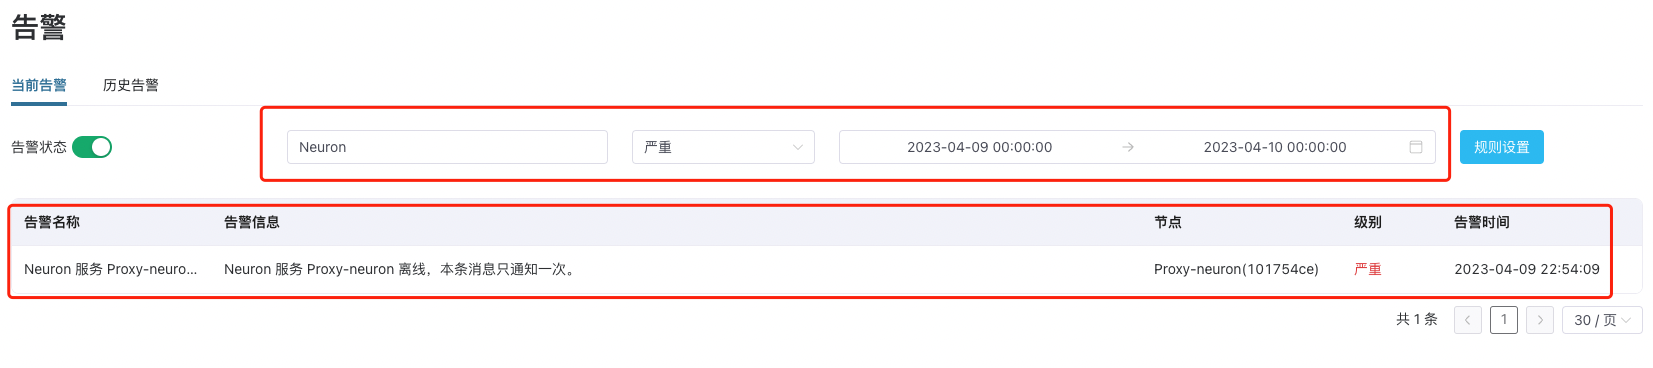 告警
当前告警 历史告警
告警状态 Neuron 严重 2023-04-09 00:00:00 → 2023-04-10 00:00:00 规则设置
告警名称 告警信息 节点 级别 告警时间
Neuron 服务 Proxy-neuro... Neuron 服务 Proxy-neuron 离线，本条消息只通知一次。 Proxy-neuron(101754ce) 严重 2023-04-09 22:54:09
共 1 条 < 1 > 30 / 页